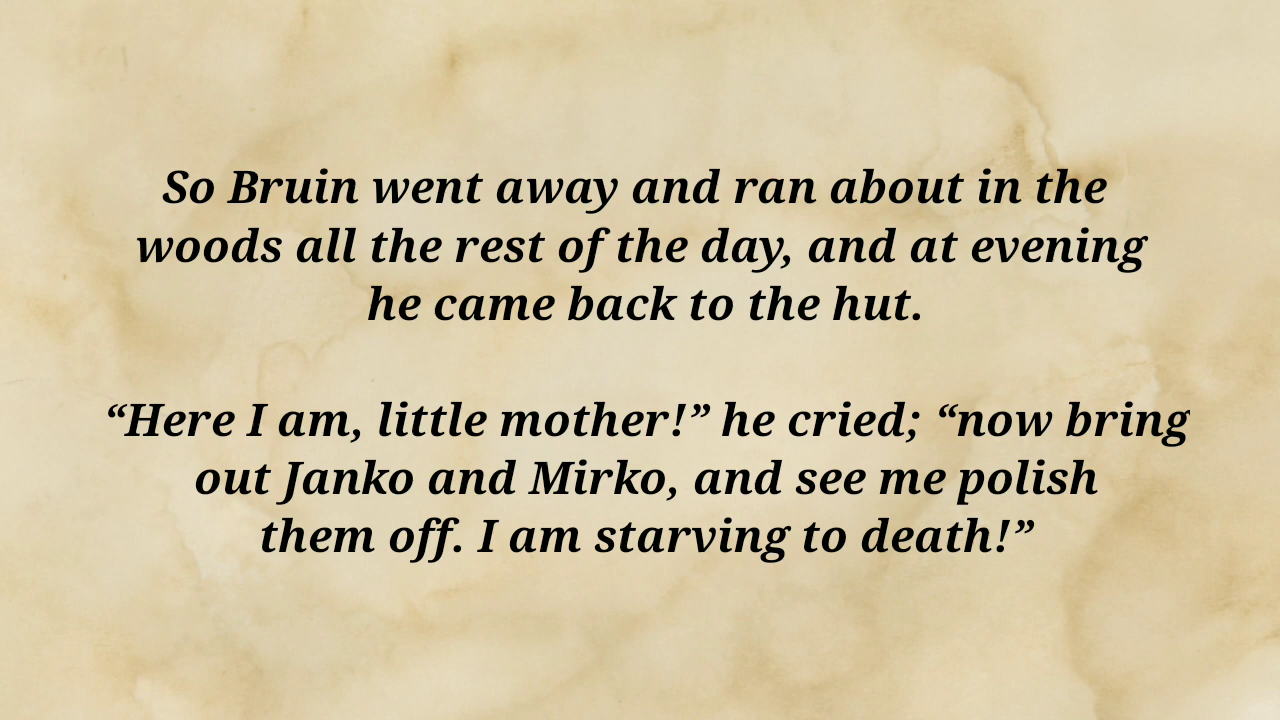 So Bruin went away and ran about in the
woods all the rest of the day, and at evening
he came back to the hut.
“Here I am, little mother!” he cried; “now bring
out Janko and Mirko, and see me polish
them off. I am starving to death!”